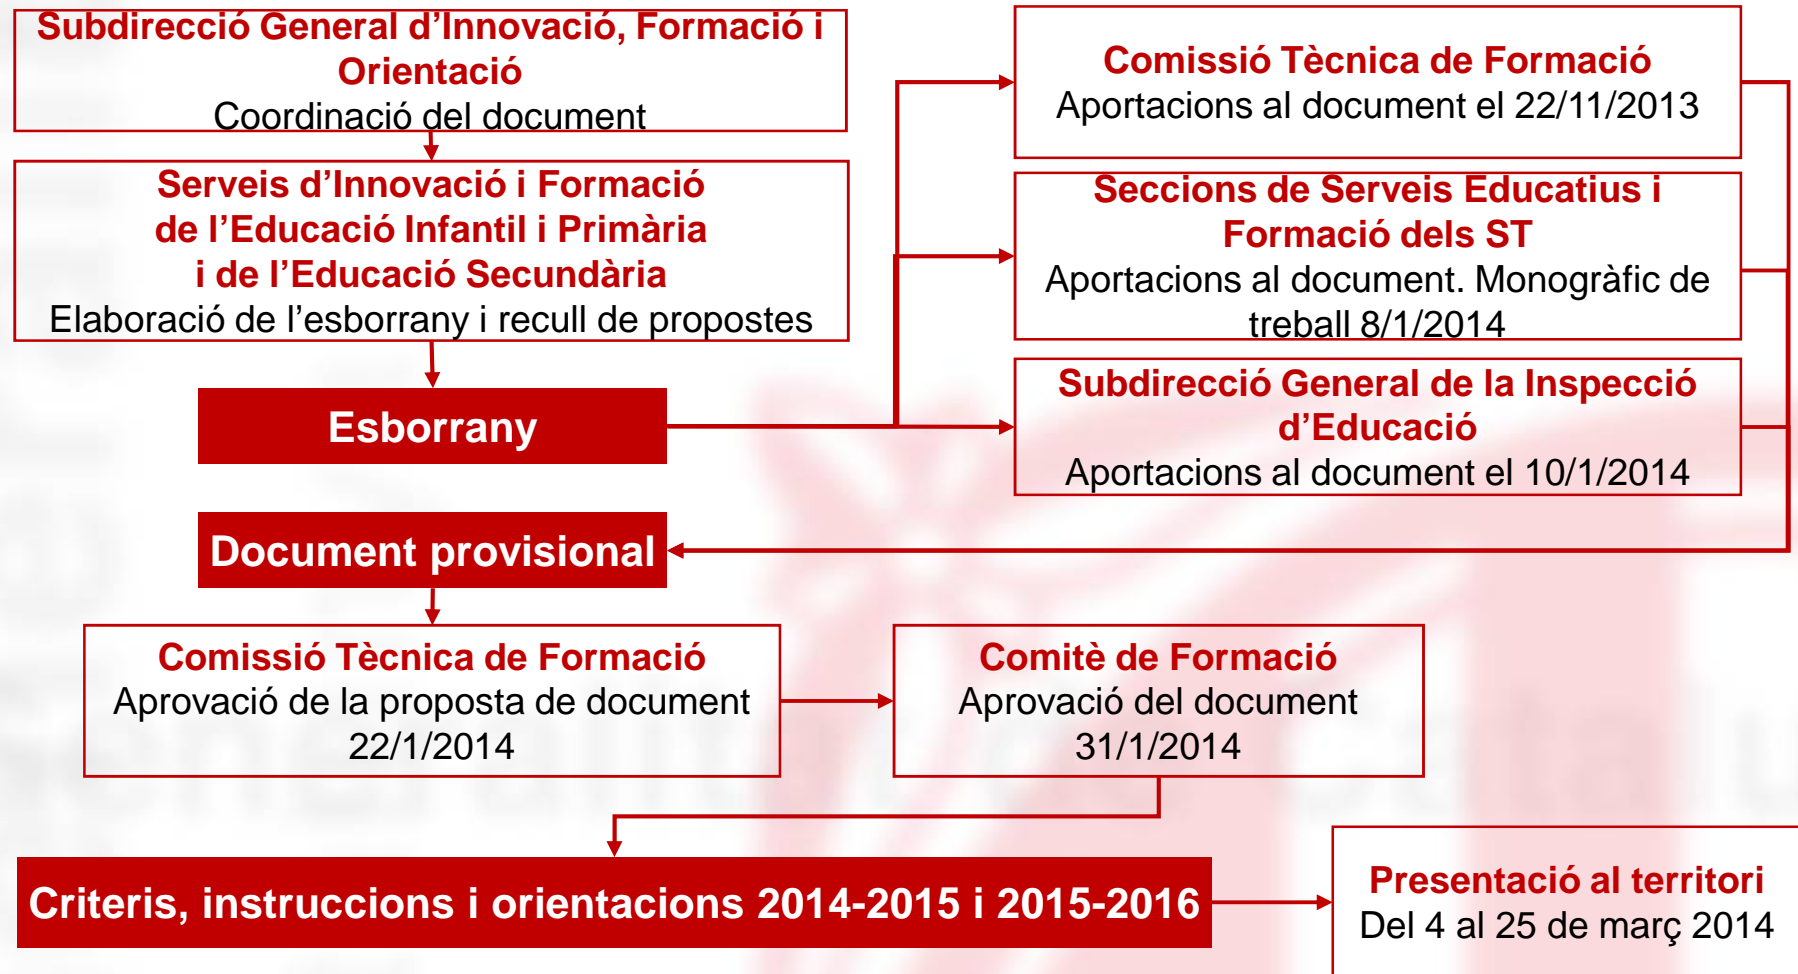 Subdirecció General d’Innovació, Formació i
Orientació
Coordinació del document
Serveis d’Innovació i Formació
de l’Educació Infantil i Primària
i de l’Educació Secundària
Elaboració de l’esborrany i recull de propostes
Esborrany
Comissió Tècnica de Formació
Aportacions al document el 22/11/2013
Seccions de Serveis Educatius i
Formació dels ST
Aportacions al document. Monogràfic de
treball 8/1/2014
Subdirecció General de la Inspecció
d’Educació
Aportacions al document el 10/1/2014
Document provisional
Comissió Tècnica de Formació
Aprovació de la proposta de document
22/1/2014
Comitè de Formació
Aprovació del document
31/1/2014
Criteris, instruccions i orientacions 2014-2015 i 2015-2016
Presentació al territori
Del 4 al 25 de març 2014